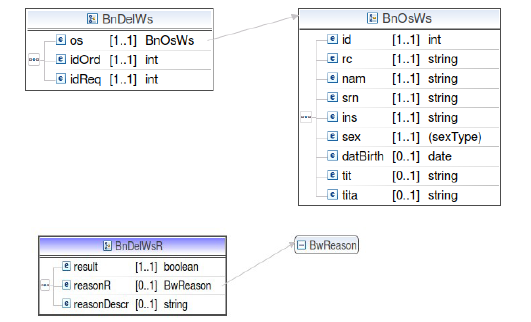 BnDelWs
os [1..1] BnOsWs
idOrd [1..1] int
idReq [1..1] int
BnOsWs
id [1..1] int
rc [1..1] string
nam [1..1] string
srn [1..1] string
ins [1..1] string
sex [1..1] (sexType)
datBirth [0..1] date
tit [0..1] string
tita [0..1] string
BnDelWsR
result [1..1] boolean
reasonR [0..1] BwReason
reasonDescr [0..1] string
BwReason